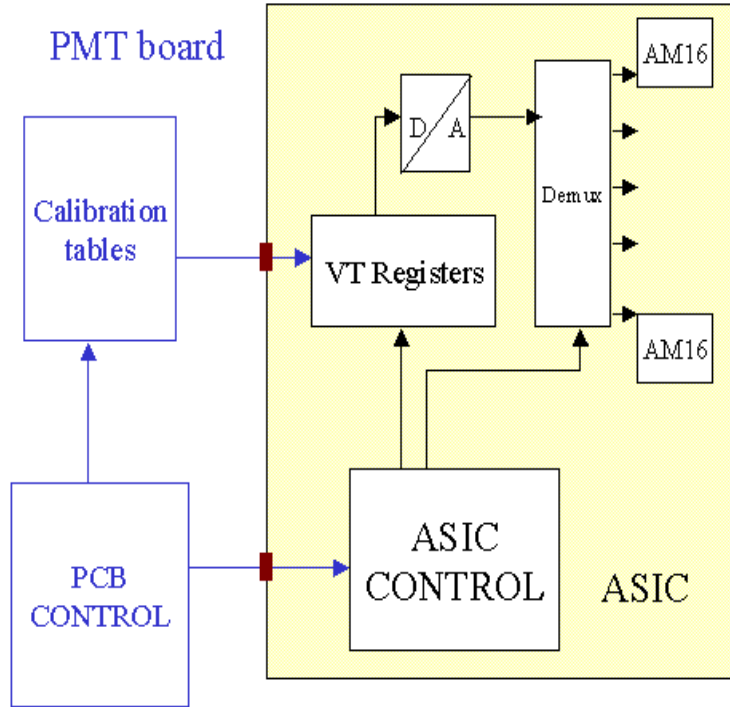 PMT board
AM16
D
A
Calibration
tables
Demux
VT Registers
AM16
ASIC
CONTROL
PCB
CONTROL
ASIC